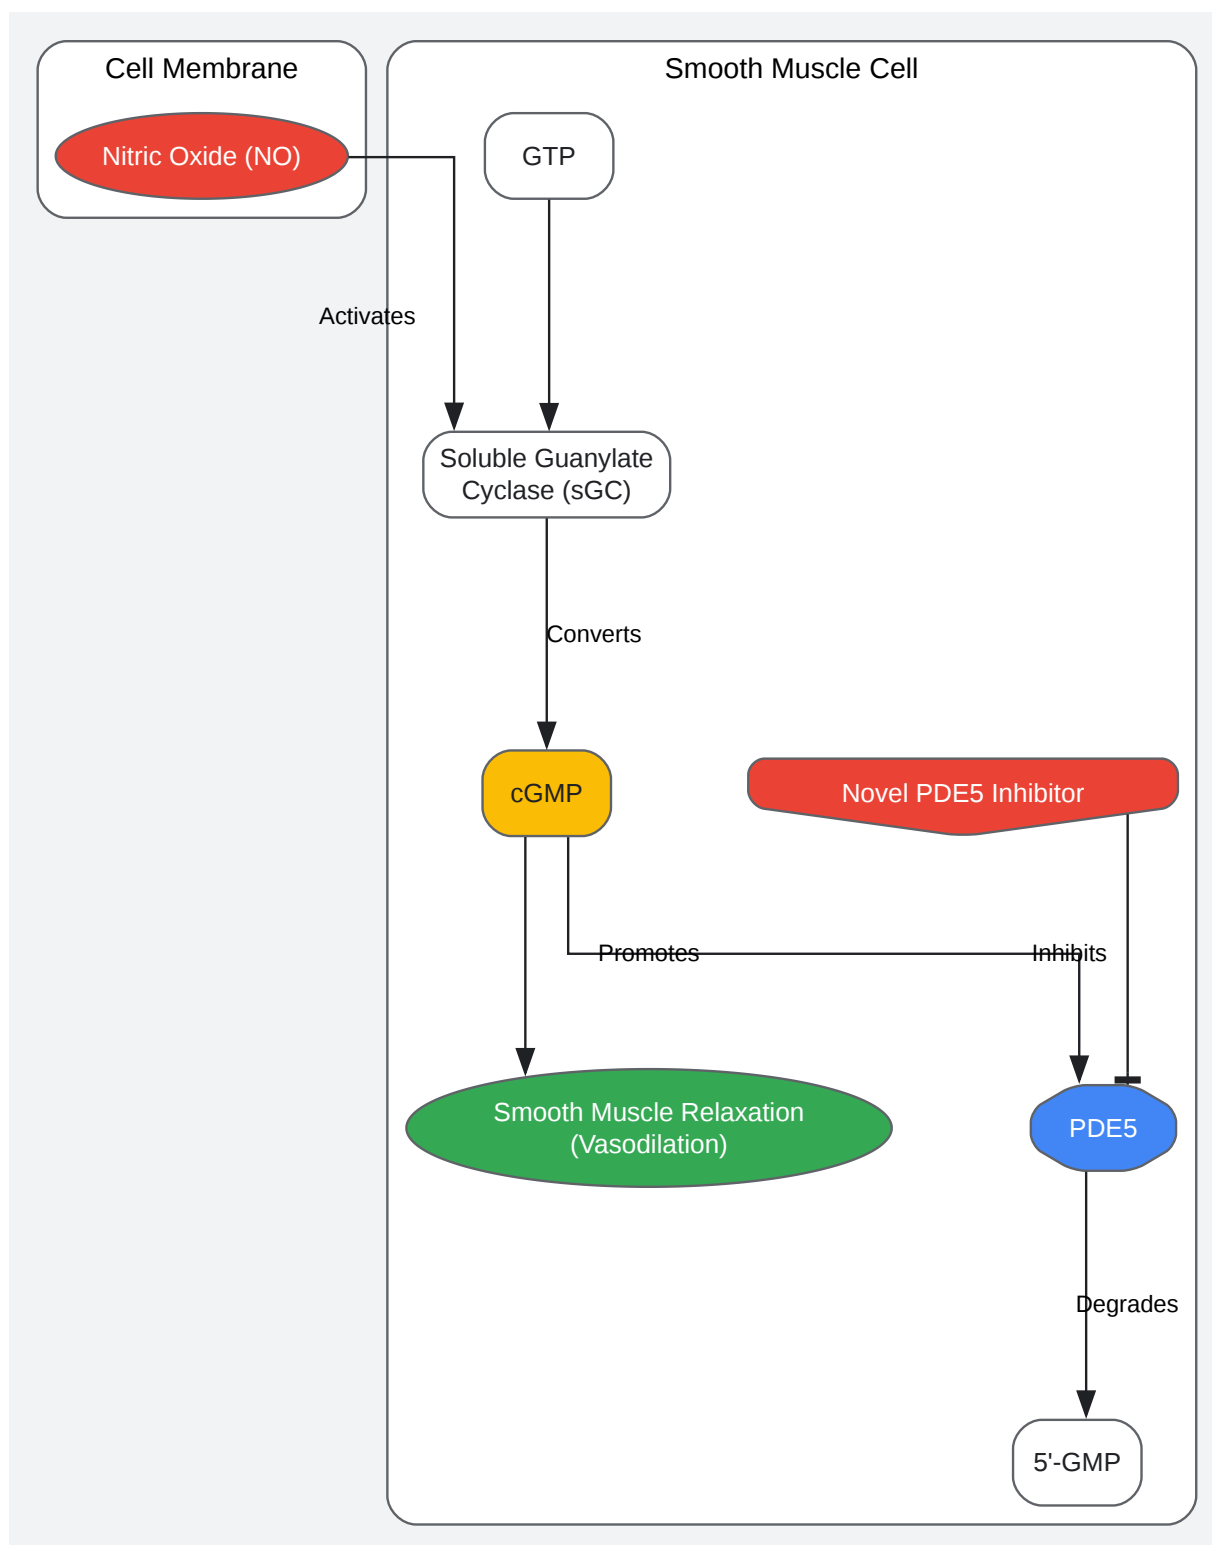 Cell Membrane
Smooth Muscle Cell
Nitric Oxide (NO)
GTP
Activates
Soluble Guanylate
Cyclase (sGC)
Converts
cGMP
Novel PDE5 Inhibitor
Promotes
Inhibits
Smooth Muscle Relaxation
(Vasodilation)
PDE5
Degrades
5'-GMP